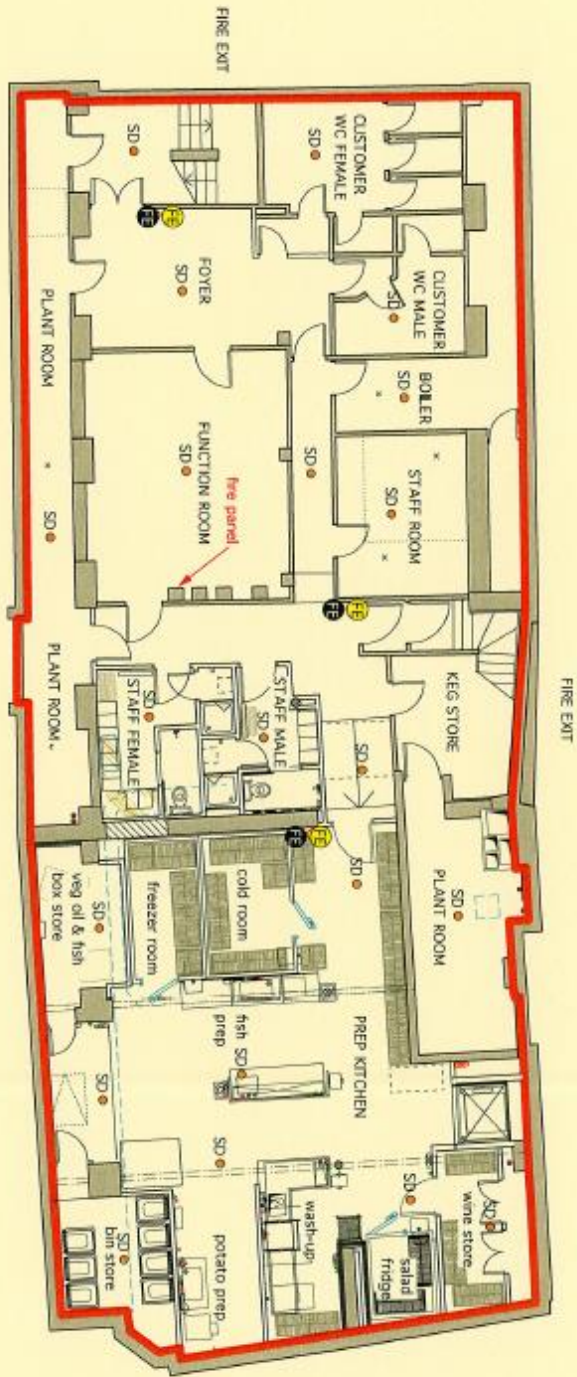 FIRE EXIT
FIRE EXIT
SD
CUSTOMER
WC FEMALE
SD
FE
FE
FOYER
SD
CUSTOMER
WC MALE
SD
PLANT ROOM
SD
BOILER
SD
FUNCTION ROOM
SD
fire panel
SD
STAFF ROOM
SD
FE
FE
PLANT ROOM
STAFF FEMALE
SD
STAFF MALE
SD
KEG STORE
SD
FE
FE
SD
PLANT ROOM
SD
veg oil & fish
box store
SD
freezer room
cold room
fish
prep
SD
PREP KITCHEN
SD
SD
SD
wine store
SD
salad
fridge
wash-up
potato prep
bin store
SD